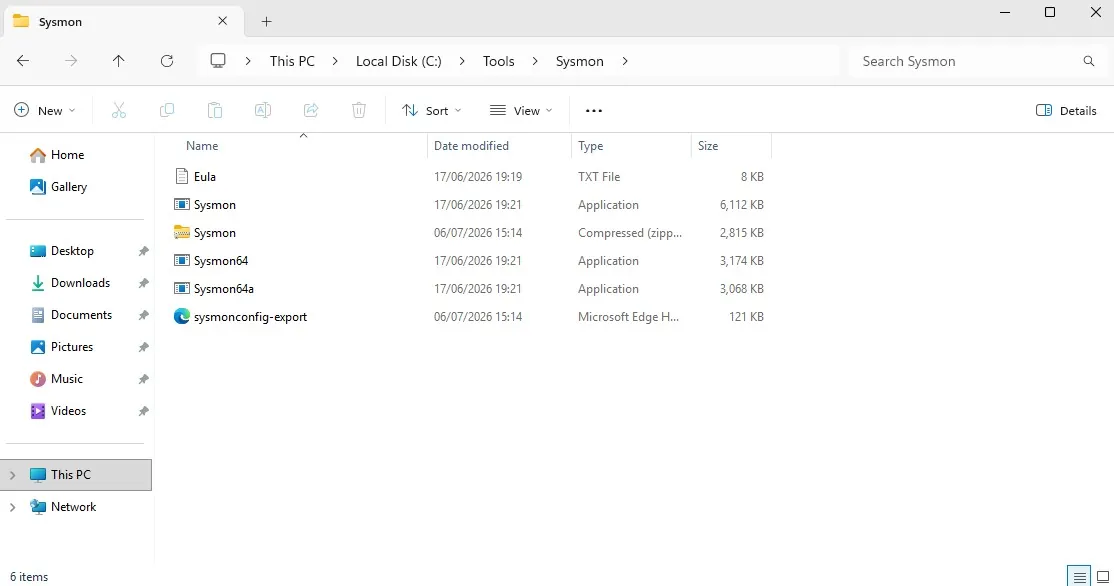 Sysmon
This PC Local Disk (C:) Tools Sysmon Search Sysmon
New Sort View Details
Name Date modified Type Size
Home
Gallery
Desktop
Downloads
Documents
Pictures
Music
Videos
This PC
Network
Eula 17/06/2026 19:19 TXT File 8 KB
Sysmon 17/06/2026 19:21 Application 6,112 KB
Sysmon 06/07/2026 15:14 Compressed (zipp... 2,815 KB
Sysmon64 17/06/2026 19:21 Application 3,174 KB
Sysmon64a 17/06/2026 19:21 Application 3,068 KB
sysmonconfig-export 06/07/2026 15:14 Microsoft Edge H... 121 KB
6 items